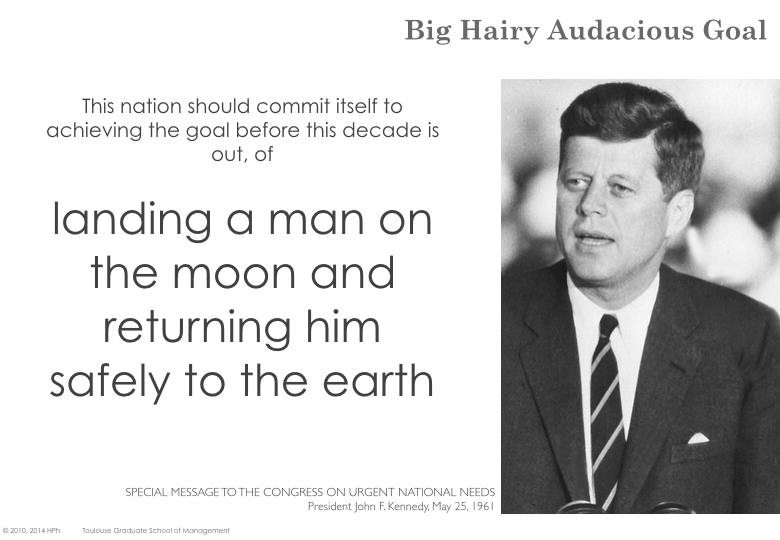 Big Hairy Audacious Goal
This nation should commit itself to
achieving the goal before this decade is
out, of
landing a man on
the moon and
returning him
safely to the earth
SPECIAL MESSAGE TO THE CONGRESS ON URGENT NATIONAL NEEDS
President John F. Kennedy, May 25, 1961
© 2010, 2014 HPh Toulouse Graduate School of Management